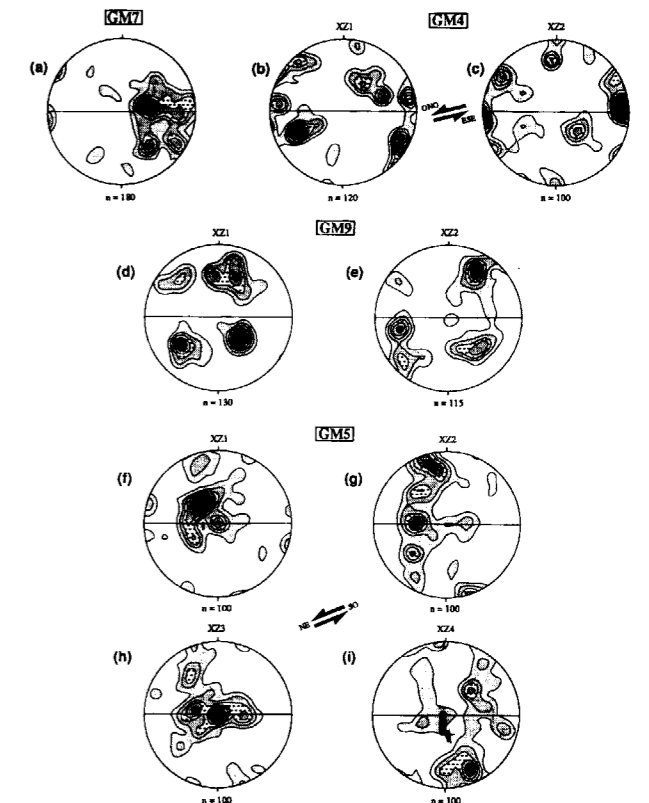 GM7
GM4
(a)
n = 180
XZ1
(b)
n = 120
ONO
ESE
XZ2
(c)
n = 100
GM9
XZ1
(d)
n = 130
XZ2
(e)
n = 115
GM5
XZ1
(f)
n = 100
XZ2
(g)
n = 100
NE
SO
XZ3
(h)
n = 100
XZ4
(i)
n = 100